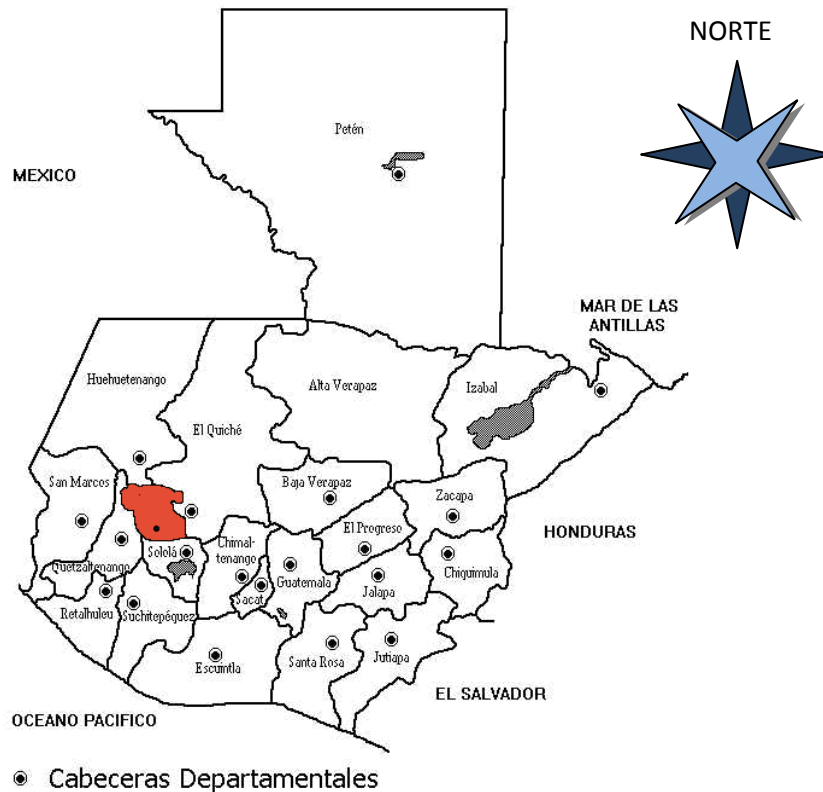 NORTE
Petén
MEXICO
MAR DE LAS
ANTILLAS
Huehuetenango
Alta Verapaz
Izabal
El Quiché
San Marcos
Baja Verapaz
Zacapa
El Progreso
HONDURAS
Sololá
Chimal-
tenango
Quetzaltenango
Guatemala
Chiquimula
Jalapa
Sacat
Retalhuleu
Suchitepéquez
Escuintla
Santa Rosa
Jutiapa
EL SALVADOR
OCEANO PACIFICO
Cabeceras Departamentales